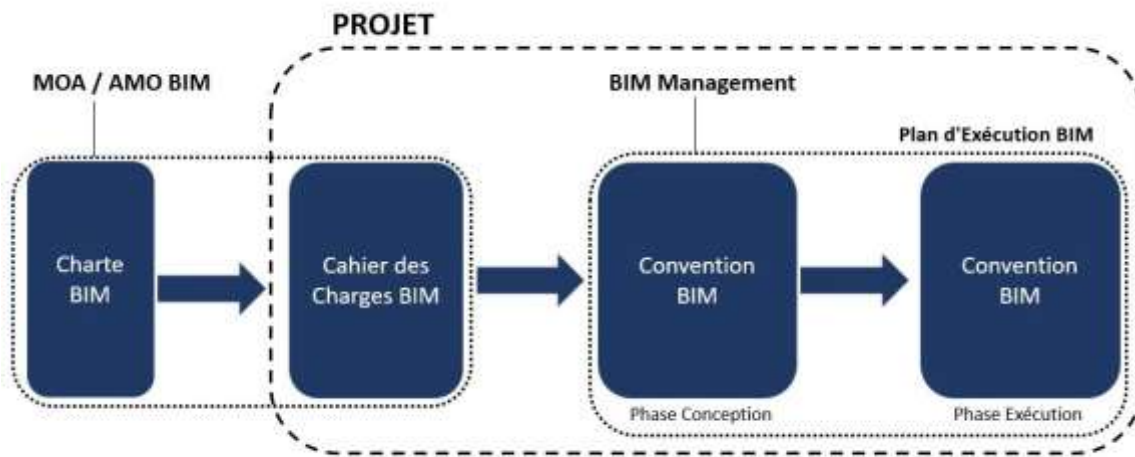 PROJET
MOA / AMO BIM
BIM Management
Plan d'Exécution BIM
Charte
BIM
Cahier des
Charges BIM
Convention
BIM
Convention
BIM
Phase Conception
Phase Exécution